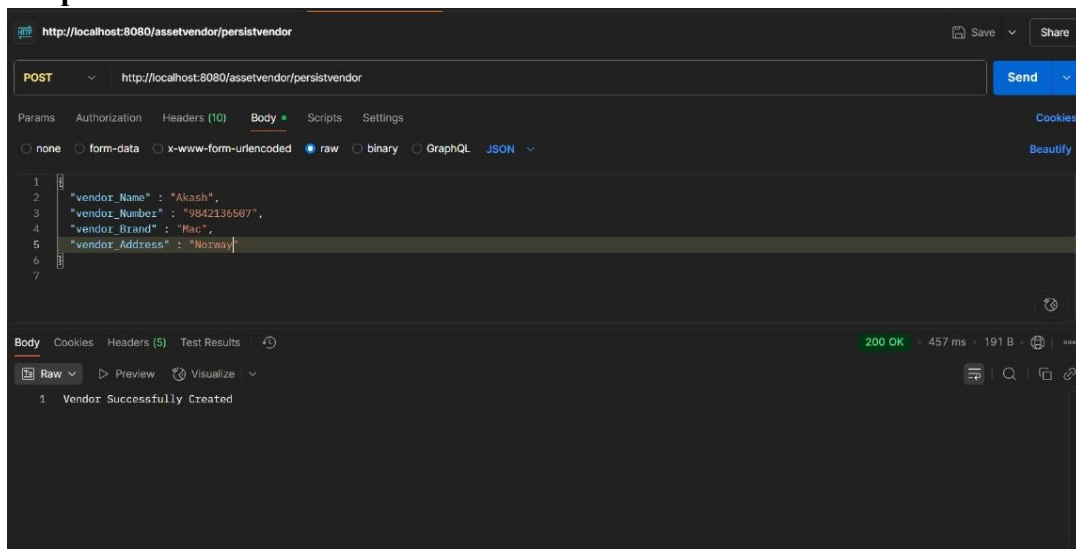 http://localhost:8080/assetvendor/persistvendor Save Share
POST http://localhost:8080/assetvendor/persistvendor Send
Params Authorization Headers (10) Body Scripts Settings Cookies
none form-data x-www-form-urlencoded raw binary GraphQL JSON Beautify
1 {
2 "vendor_Name" : "Akash",
3 "vendor_Number" : "9842136507",
4 "vendor_Brand" : "Mac",
5 "vendor_Address" : "Norway"
6 }
7
Body Cookies Headers (5) Test Results 200 OK 457 ms 191 B
Raw Preview Visualize
1 Vendor Successfully Created